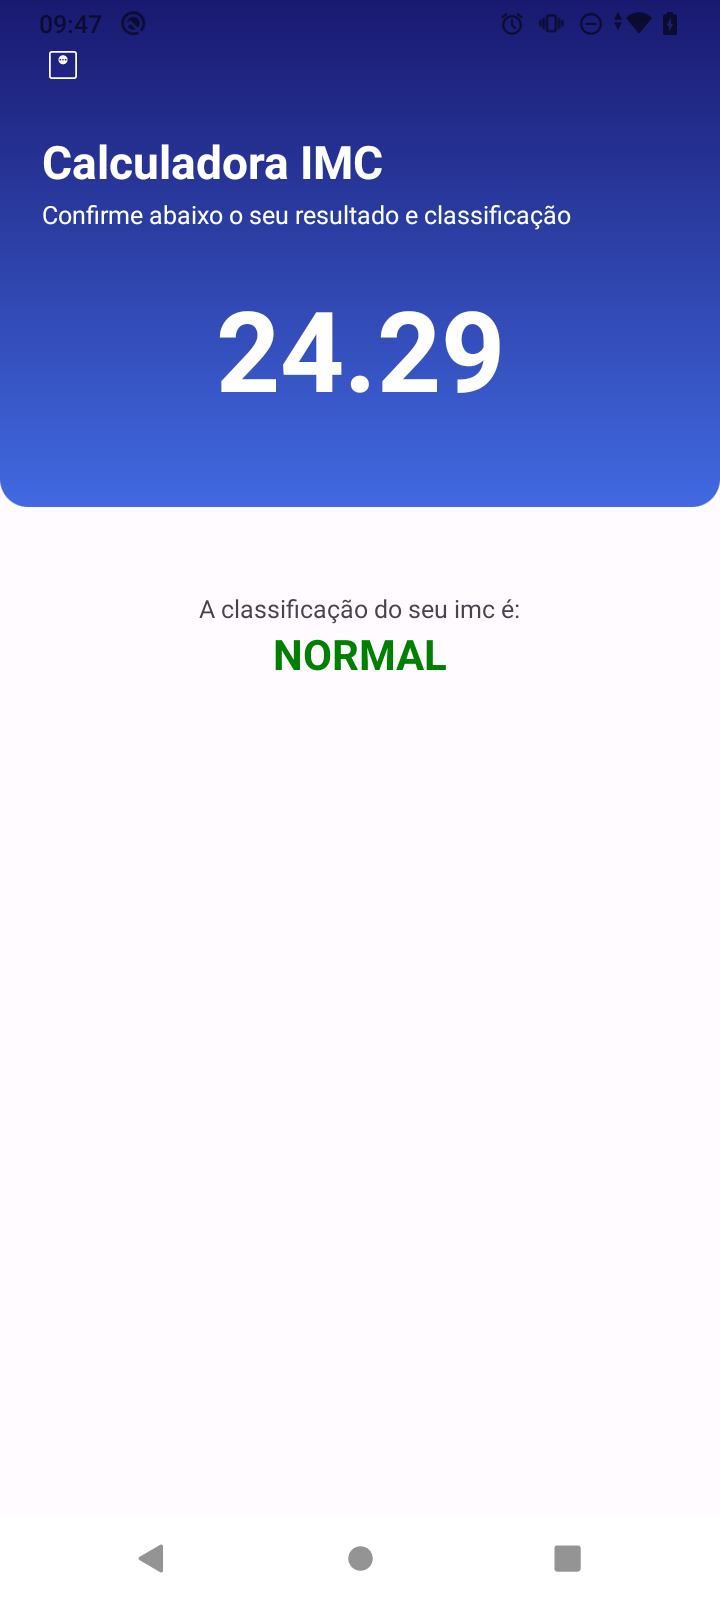 09:47
Calculadora IMC
Confirme abaixo o seu resultado e classificação
24.29
A classificação do seu imc é:
NORMAL